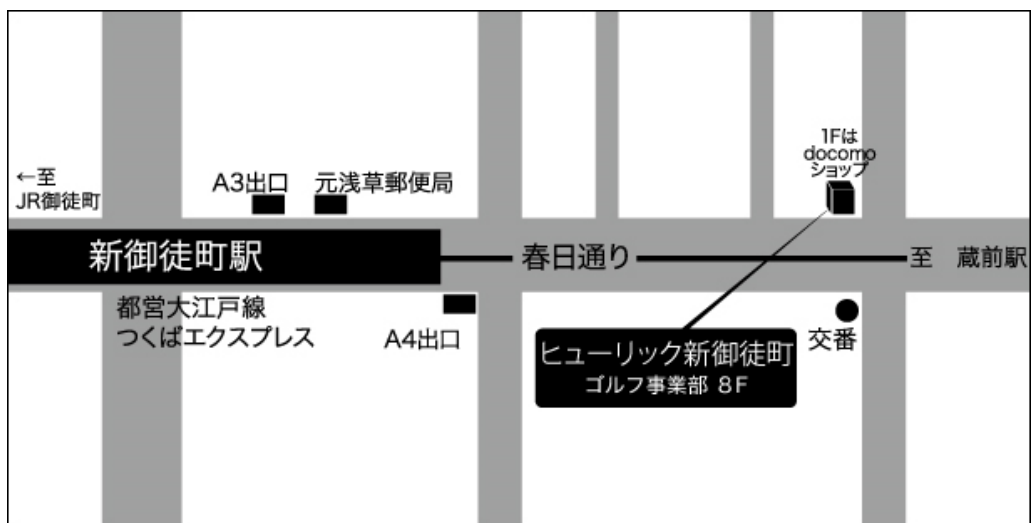 1Fは
docomo
ショップ
←至
JR御徒町
A3出口
元浅草郵便局
新御徒町駅
春日通り
至 蔵前駅
都営大江戸線
つくばエクスプレス
A4出口
ヒューリック新御徒町
ゴルフ事業部 8F
交番